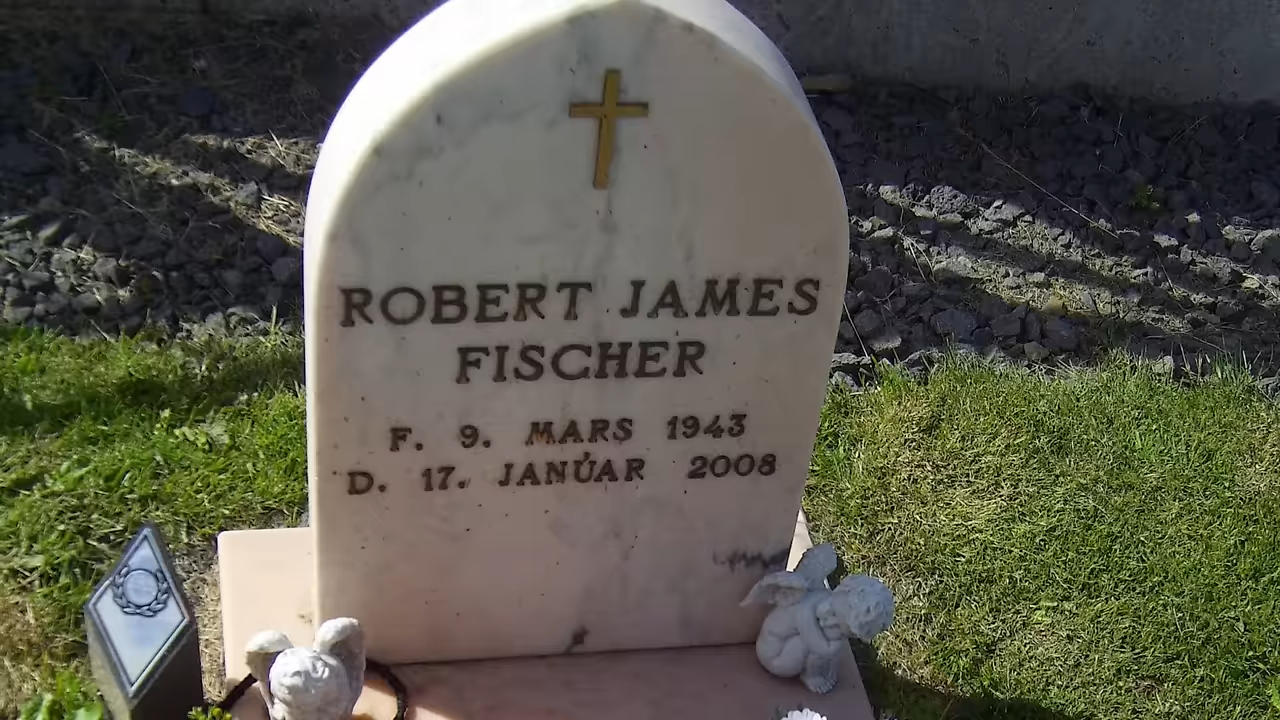 ROBERT JAMES
FISCHER
F. 9. MARS 1943
D. 17. JANÚAR 2008